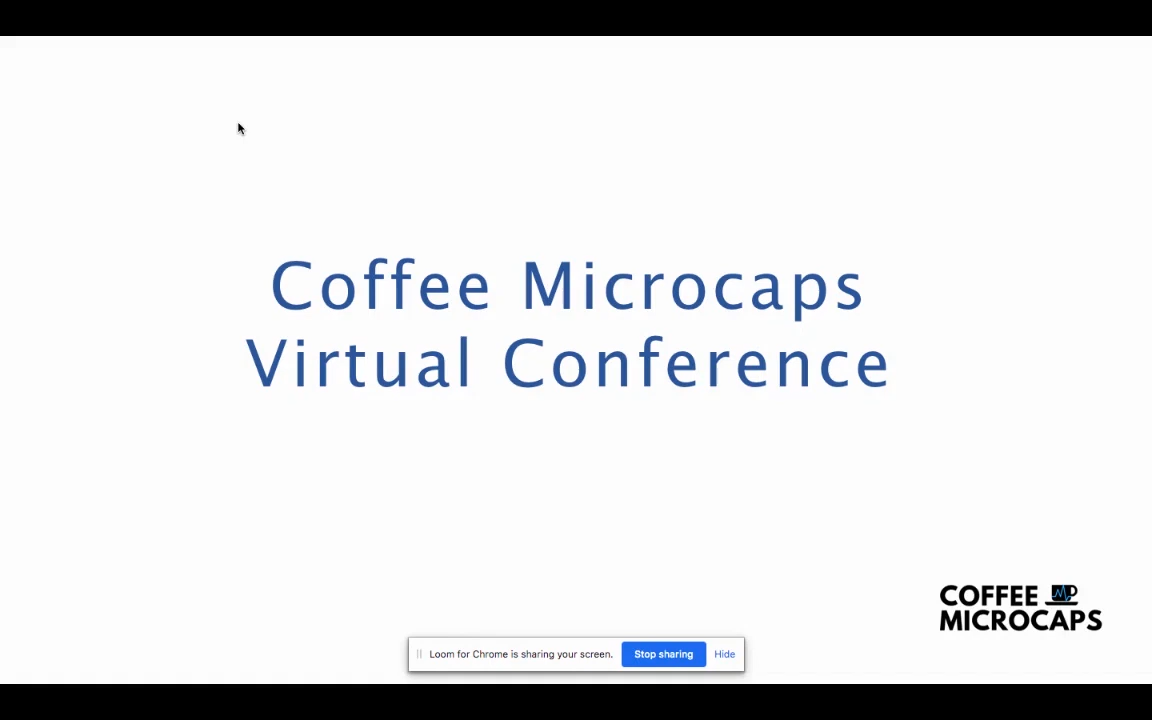 Coffee Microcaps
Virtual Conference
COFFEE
MICROCAPS
Loom for Chrome is sharing your screen. Stop sharing Hide